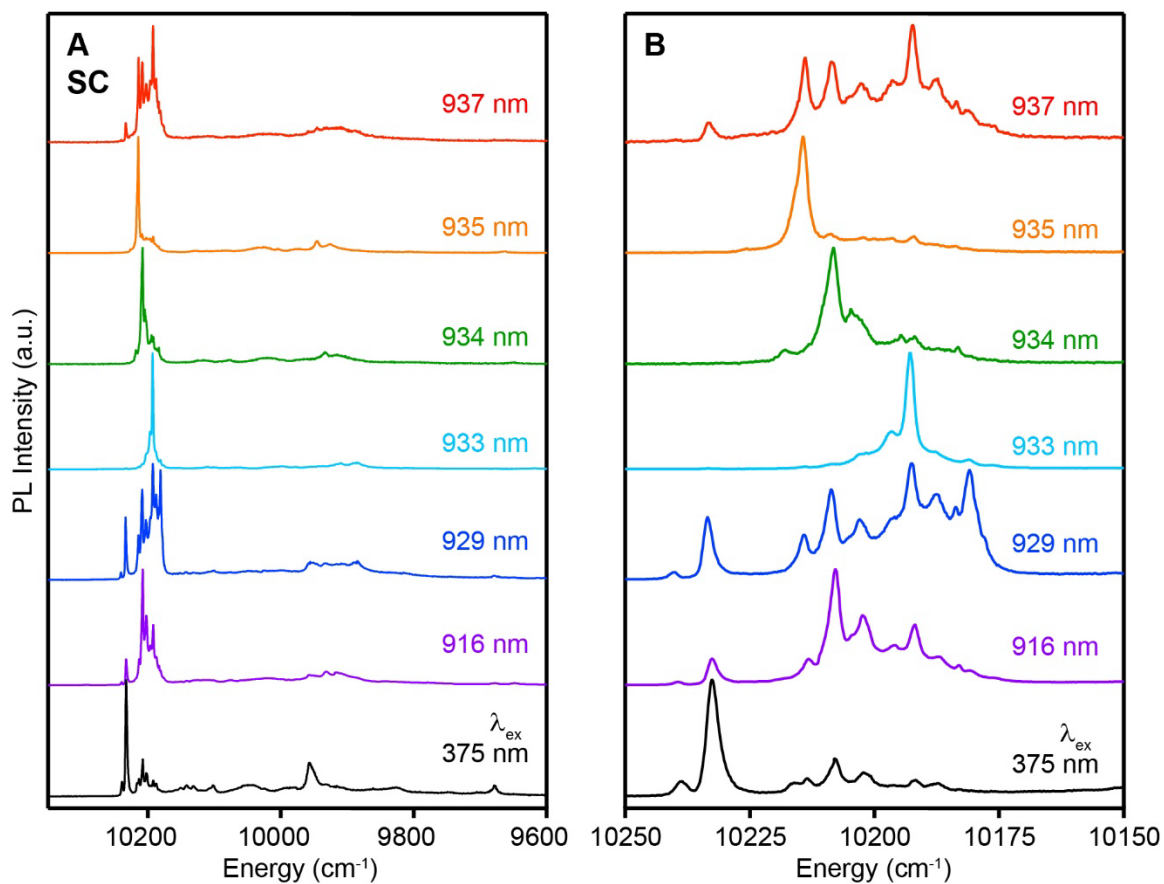 A
SC
937 nm
935 nm
934 nm
933 nm
929 nm
916 nm
λex
375 nm
PL Intensity (a.u.)
10200 10000 9800 9600
Energy (cm⁻¹)
B
937 nm
935 nm
934 nm
933 nm
929 nm
916 nm
λex
375 nm
10250 10225 10200 10175 10150
Energy (cm⁻¹)